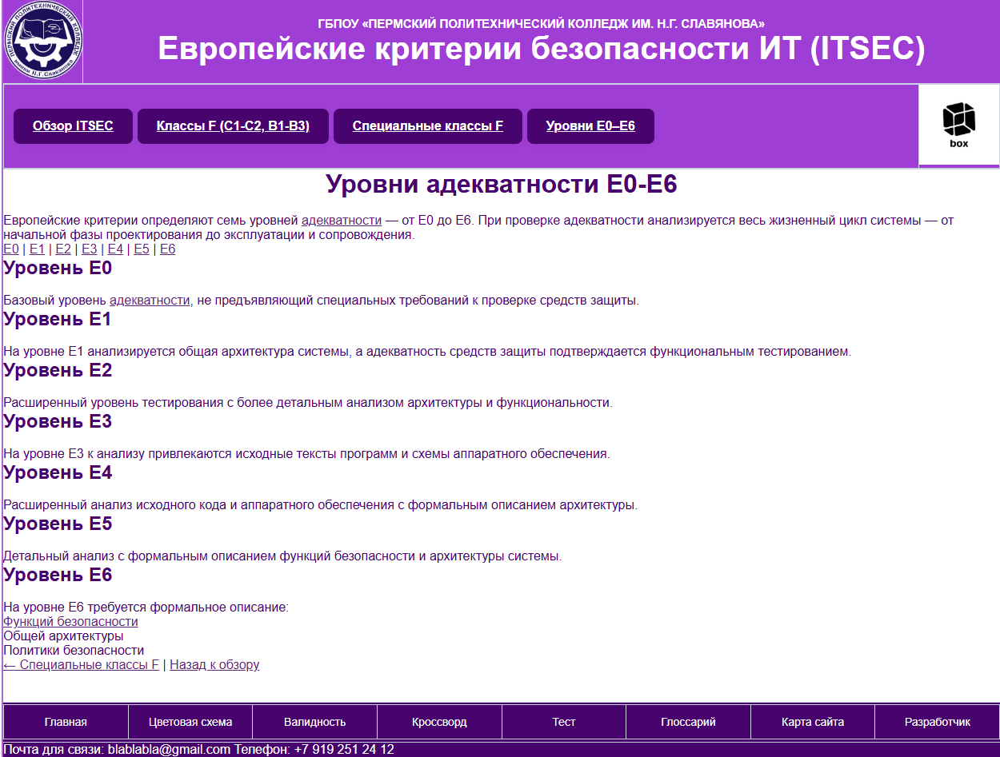 ПЕРМСКИЙ ПОЛИТЕХНИЧЕСКИЙ КОЛЛЕДЖ
имени Н.Г.Славянова
ГБПОУ «ПЕРМСКИЙ ПОЛИТЕХНИЧЕСКИЙ КОЛЛЕДЖ ИМ. Н.Г. СЛАВЯНОВА»
Европейские критерии безопасности ИТ (ITSEC)
Обзор ITSEC
Классы F (C1-C2, B1-B3)
Специальные классы F
Уровни E0–E6
box
Уровни адекватности E0-E6
Европейские критерии определяют семь уровней адекватности — от E0 до E6. При проверке адекватности анализируется весь жизненный цикл системы — от
начальной фазы проектирования до эксплуатации и сопровождения.
E0 | E1 | E2 | E3 | E4 | E5 | E6
Уровень E0
Базовый уровень адекватности, не предъявляющий специальных требований к проверке средств защиты.
Уровень E1
На уровне E1 анализируется общая архитектура системы, а адекватность средств защиты подтверждается функциональным тестированием.
Уровень E2
Расширенный уровень тестирования с более детальным анализом архитектуры и функциональности.
Уровень E3
На уровне E3 к анализу привлекаются исходные тексты программ и схемы аппаратного обеспечения.
Уровень E4
Расширенный анализ исходного кода и аппаратного обеспечения с формальным описанием архитектуры.
Уровень E5
Детальный анализ с формальным описанием функций безопасности и архитектуры системы.
Уровень E6
На уровне E6 требуется формальное описание:
Функций безопасности
Общей архитектуры
Политики безопасности
← Специальные классы F | Назад к обзору
Главная
Цветовая схема
Валидность
Кроссворд
Тест
Глоссарий
Карта сайта
Разработчик
Почта для связи: blablabla@gmail.com Телефон: +7 919 251 24 12